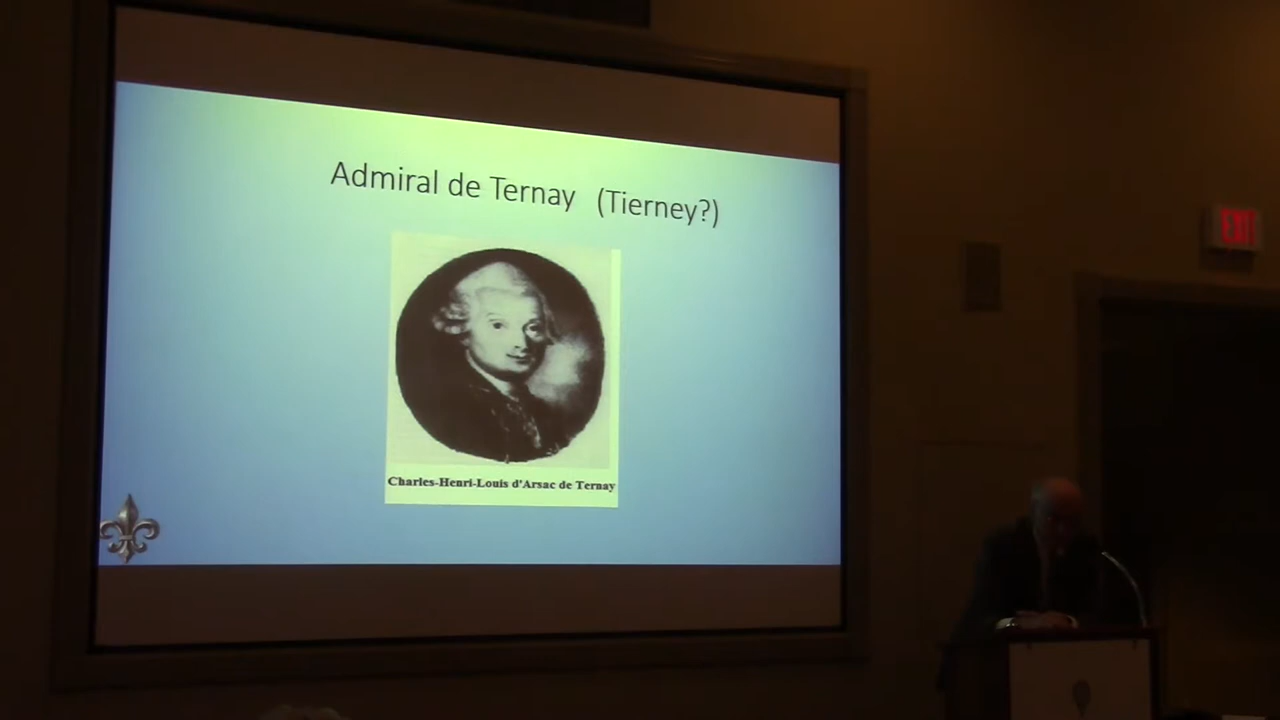 Admiral de Ternay (Tierney?)
Charles-Henri-Louis d'Arsac de Ternay
EXIT